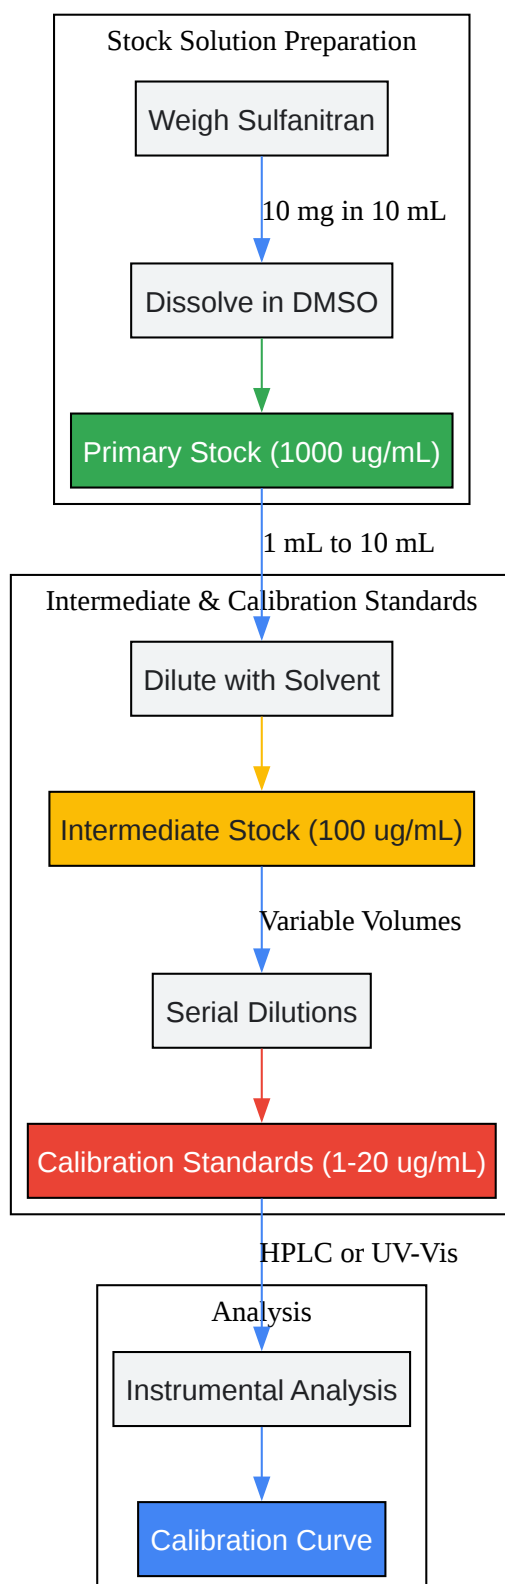 Stock Solution Preparation
Weigh Sulfanitran
10 mg in 10 mL
Dissolve in DMSO
Primary Stock (1000 ug/mL)
1 mL to 10 mL
Intermediate & Calibration Standards
Dilute with Solvent
Intermediate Stock (100 ug/mL)
Variable Volumes
Serial Dilutions
Calibration Standards (1-20 ug/mL)
HPLC or UV-Vis
Analysis
Instrumental Analysis
Calibration Curve